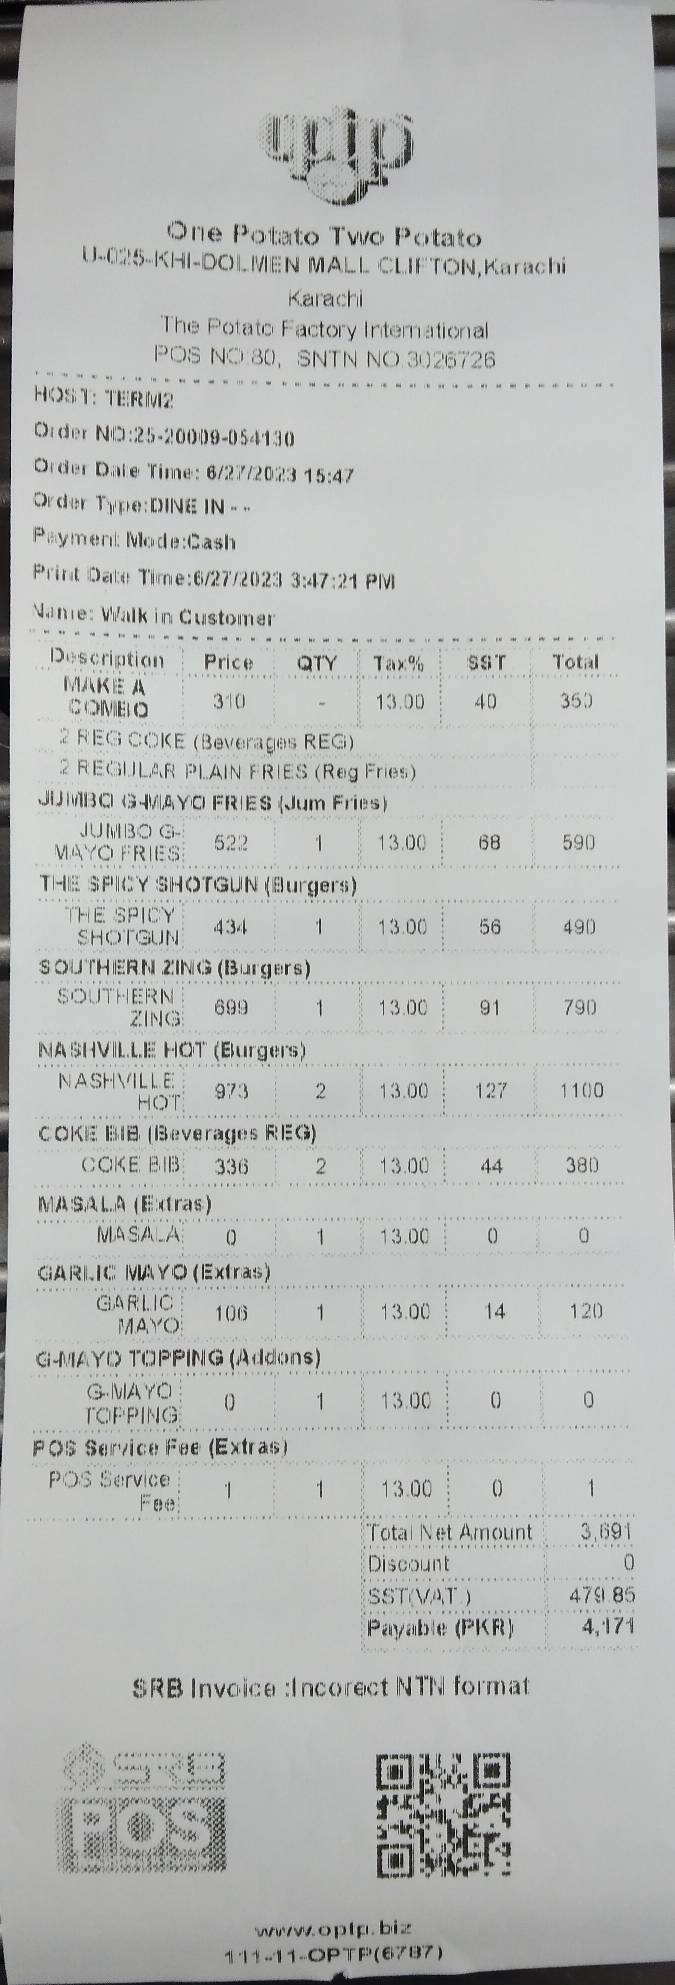 optp
One Potato Two Potato
U-025-KHI-DOLMEN MALL CLIFTON,Karachi
Karachi
The Potato Factory International
POS NO.80, SNTN NO.3026726
HOST: TERM2
Order NO:25-20009-054130
Order Date Time: 6/27/2023 15:47
Order Type:DINE IN - -
Payment Mode:Cash
Print Date Time:6/27/2023 3:47:21 PM
Name: Walk in Customer
Description Price QTY Tax% SST Total
MAKE A
COMBO 310 - 13.00 40 350
2 REG COKE (Beverages REG)
2 REGULAR PLAIN FRIES (Reg Fries)
JUMBO G-MAYO FRIES (Jum Fries)
JUMBO G-
MAYO FRIES 522 1 13.00 68 590
THE SPICY SHOTGUN (Burgers)
THE SPICY
SHOTGUN 434 1 13.00 56 490
SOUTHERN ZING (Burgers)
SOUTHERN
ZING 699 1 13.00 91 790
NASHVILLE HOT (Burgers)
NASHVILLE
HOT 973 2 13.00 127 1100
COKE BIB (Beverages REG)
COKE BIB 336 2 13.00 44 380
MASALA (Extras)
MASALA 0 1 13.00 0 0
GARLIC MAYO (Extras)
GARLIC
MAYO 106 1 13.00 14 120
G-MAYO TOPPING (Addons)
G-MAYO
TOPPING 0 1 13.00 0 0
POS Service Fee (Extras)
POS Service
Fee 1 1 13.00 0 1
Total Net Amount 3,691
Discount 0
SST(VAT ) 479.85
Payable (PKR) 4,171
SRB Invoice :Incorect NTN format
SRB
POS
www.optp.biz
111-11-OPTP(6787)